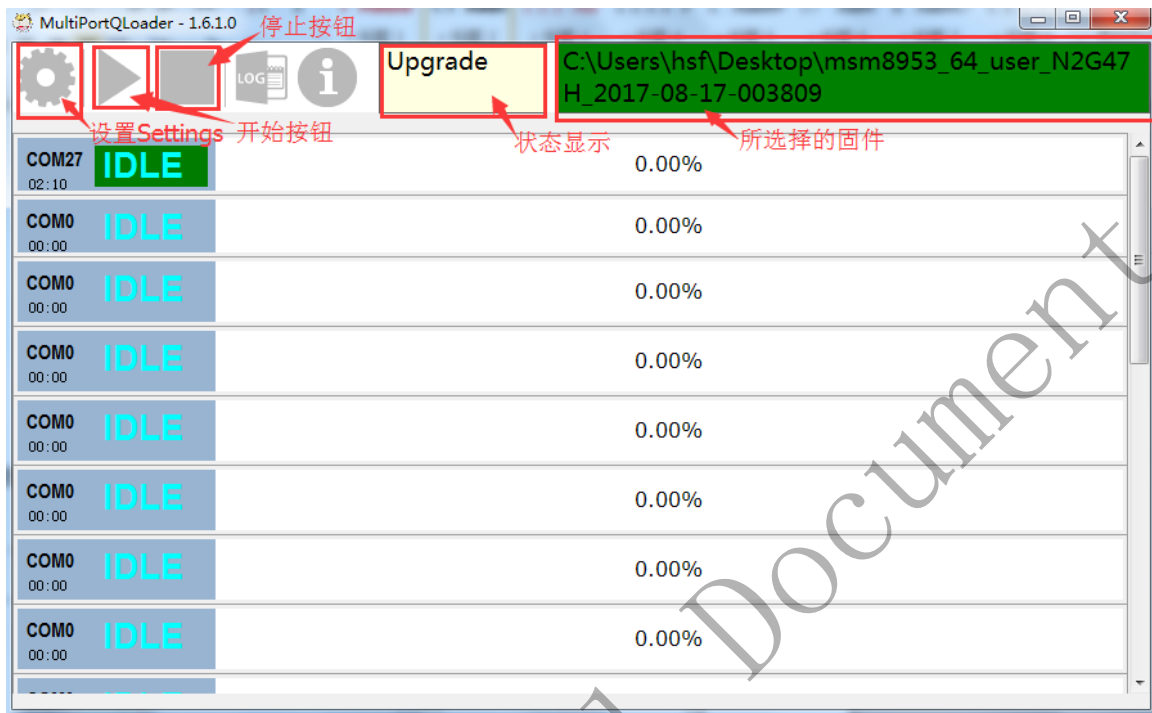 MultiPortQLoader - 1.6.1.0
停止按钮
LOG
Upgrade
C:\Users\hsf\Desktop\msm8953_64_user_N2G47
H_2017-08-17-003809
设置Settings
开始按钮
状态显示
所选择的固件
COM27
IDLE
02:10
0.00%
COM0
IDLE
00:00
0.00%
COM0
IDLE
00:00
0.00%
COM0
IDLE
00:00
0.00%
COM0
IDLE
00:00
0.00%
COM0
IDLE
00:00
0.00%
COM0
IDLE
00:00
0.00%
COM0
IDLE
00:00
0.00%
Document